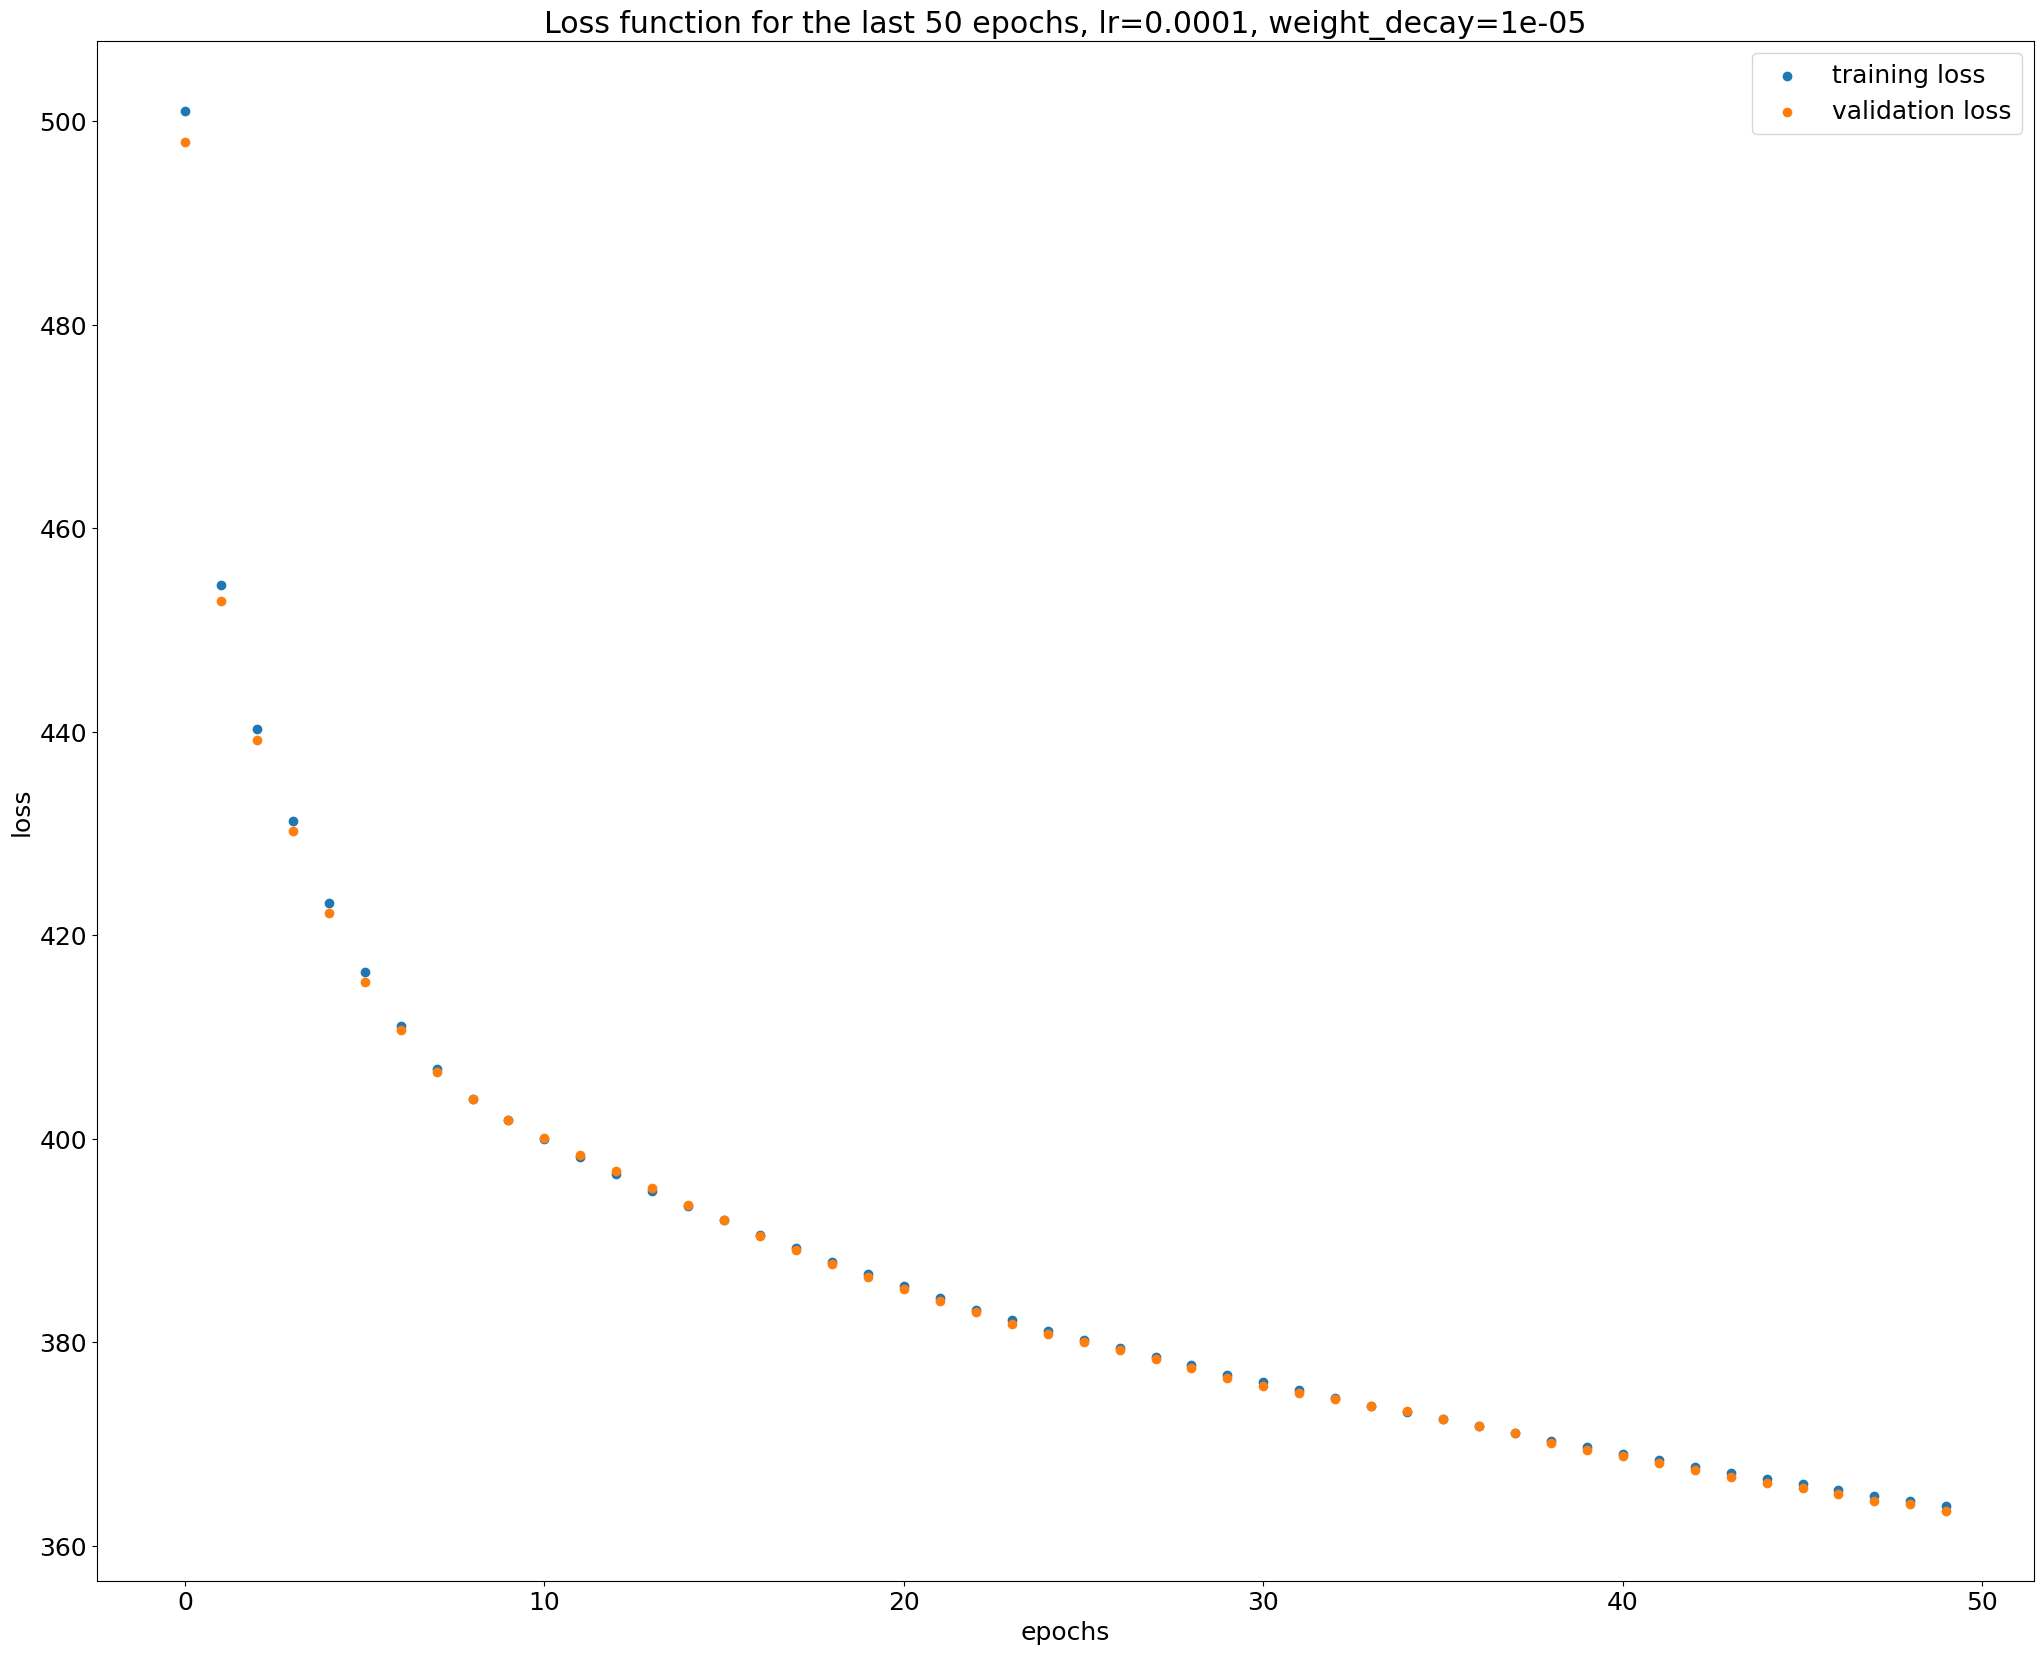 Loss function for the last 50 epochs, lr=0.0001, weight_decay=1e-05
training loss
validation loss
500
480
460
440
420
400
380
360
loss
0 10 20 30 40 50
epochs